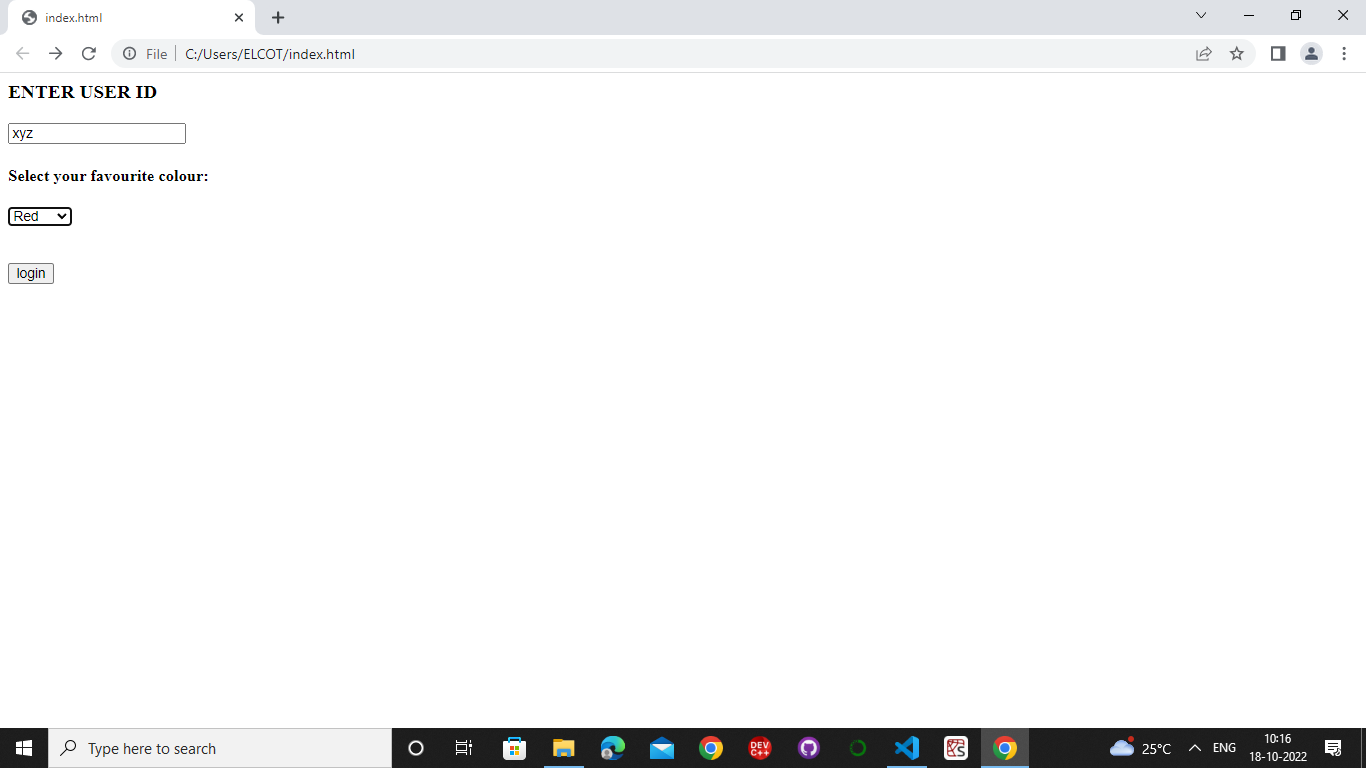 index.html
File
C:/Users/ELCOT/index.html
ENTER USER ID
xyz
Select your favourite colour:
Red
login
Type here to search
DEV C++
25°C
ENG
10:16
18-10-2022